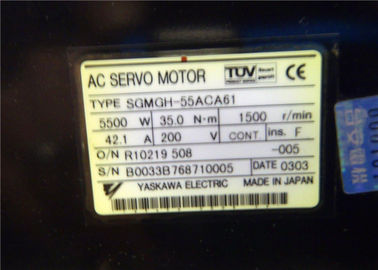 AC SERVO MOTOR TÜV CE
TYPE SGMGH-55ACA61
5500 W 35.0 N·m 1500 r/min
42.1 A 200 V CONT ins. F
O/N R10219 508 -005
S/N B0033B768710005 DATE 0303
YASKAWA ELECTRIC MADE IN JAPAN